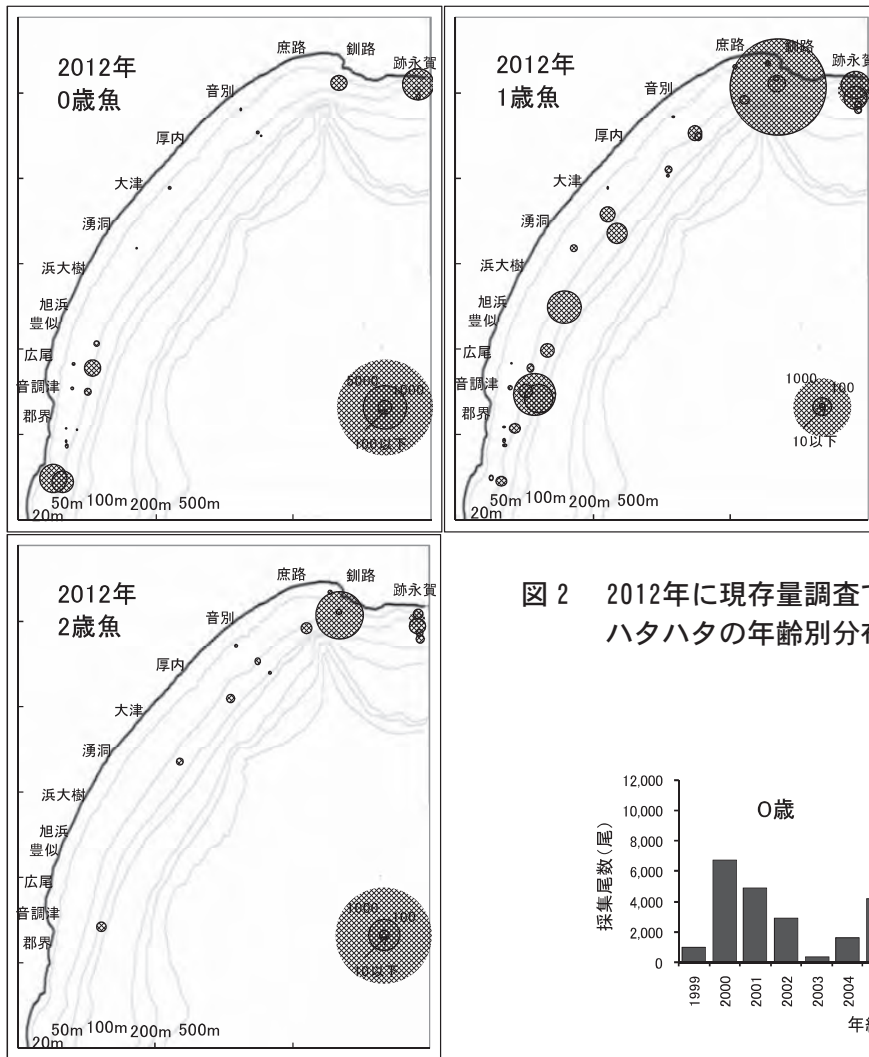 2012年
0歳魚
庶路
釧路
跡永賀
音別
厚内
大津
湧洞
浜大樹
旭浜
豊似
広尾
音調津
郡界
5000
1000
100以下
20m
50m
100m
200m
500m
2012年
1歳魚
庶路
釧路
跡永賀
音別
厚内
大津
湧洞
浜大樹
旭浜
豊似
広尾
音調津
郡界
1000
100
10以下
20m
50m
100m
200m
500m
2012年
2歳魚
庶路
釧路
跡永賀
音別
厚内
大津
湧洞
浜大樹
旭浜
豊似
広尾
音調津
郡界
1000
100
10以下
20m
50m
100m
200m
500m
図2 2012年に現存量調査で
ハタハタの年齢別分布
採集尾数(尾)
12,000
10,000
8,000
6,000
4,000
2,000
0
0歳
1999
2000
2001
2002
2003
2004
年級